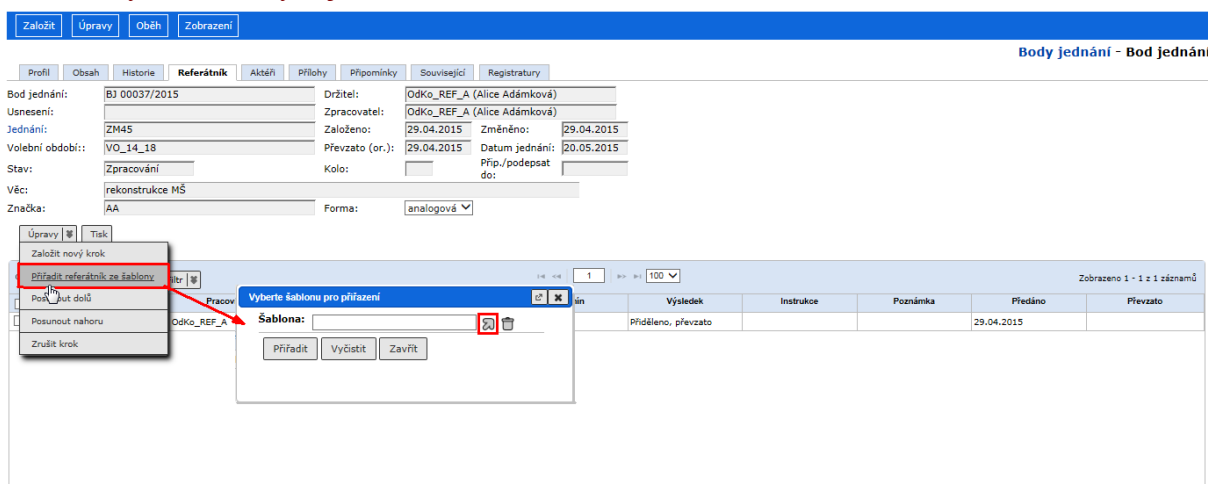 Založit Úpravy Oběh Zobrazení
Body jednání - Bod jednání
Profil Obsah Historie Referátník Aktéři Přílohy Připomínky Související Registratury
Bod jednání: BJ 00037/2015 Držitel: OdKo_REF_A (Alice Adámková)
Usnesení: Zpracovatel: OdKo_REF_A (Alice Adámková)
Jednání: ZM45 Založeno: 29.04.2015 Změněno: 29.04.2015
Volební období:: VO_14_18 Převzato (or.): 29.04.2015 Datum jednání: 20.05.2015
Stav: Zpracování Kolo: Přip./podepsat do:
Věc: rekonstrukce MŠ
Značka: AA Forma: analogová
Úpravy Tisk
Založit nový krok
Přiřadit referátník ze šablony
Posunout dolů
Posunout nahoru
Zrušit krok
1 100 Zobrazeno 1 - 1 z 1 záznamů
Pracov Výsledek Instrukce Poznámka Předáno Převzato
OdKo_REF_A Přiděleno, převzato 29.04.2015
Vyberte šablonu pro přiřazení
Šablona:
Přiřadit Vyčistit Zavřít